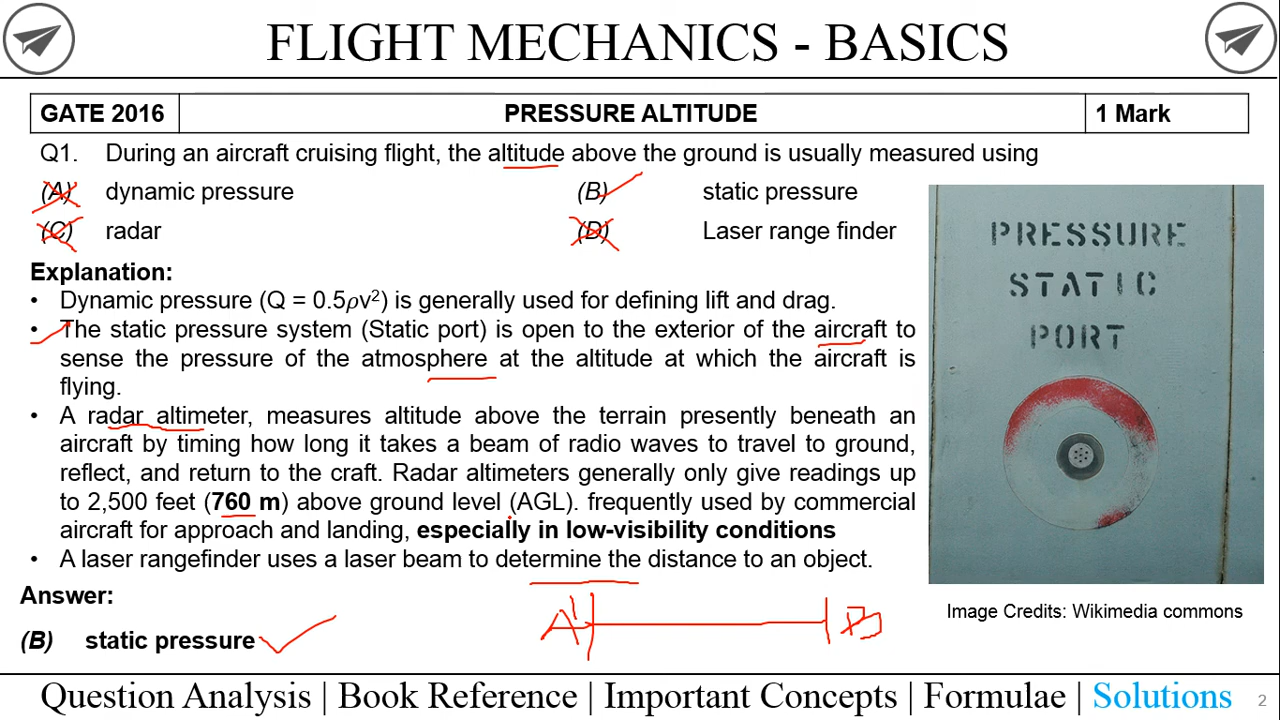 FLIGHT MECHANICS - BASICS
GATE 2016 PRESSURE ALTITUDE 1 Mark
Q1. During an aircraft cruising flight, the altitude above the ground is usually measured using
(A) dynamic pressure (B) static pressure
(C) radar (D) Laser range finder
Explanation:
• Dynamic pressure (Q = 0.5ρv²) is generally used for defining lift and drag.
• The static pressure system (Static port) is open to the exterior of the aircraft to
sense the pressure of the atmosphere at the altitude at which the aircraft is
flying.
• A radar altimeter, measures altitude above the terrain presently beneath an
aircraft by timing how long it takes a beam of radio waves to travel to ground,
reflect, and return to the craft. Radar altimeters generally only give readings up
to 2,500 feet (760 m) above ground level (AGL). frequently used by commercial
aircraft for approach and landing, especially in low-visibility conditions
• A laser rangefinder uses a laser beam to determine the distance to an object.
Answer:
(B) static pressure
A B
PRESSURE
STATIC
PORT
Image Credits: Wikimedia commons
Question Analysis | Book Reference | Important Concepts | Formulae | Solutions
2